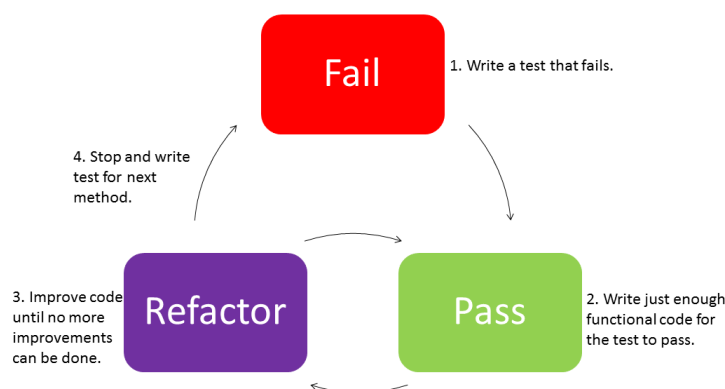 Fail
1. Write a test that fails.
4. Stop and write
test for next
method.
Refactor
Pass
3. Improve code
until no more
improvements
can be done.
2. Write just enough
functional code for
the test to pass.